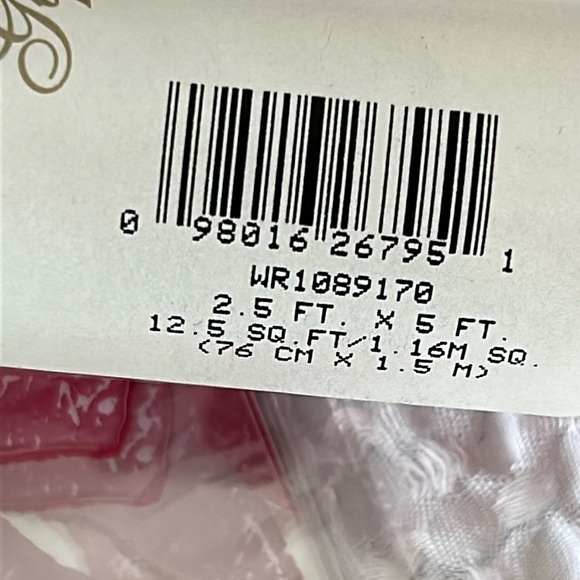 0 98016 26795 1
WR1089170
2.5 FT. X 5 FT.
12.5 SQ.FT/1.16M SQ.
(76 CM X 1.5 M)